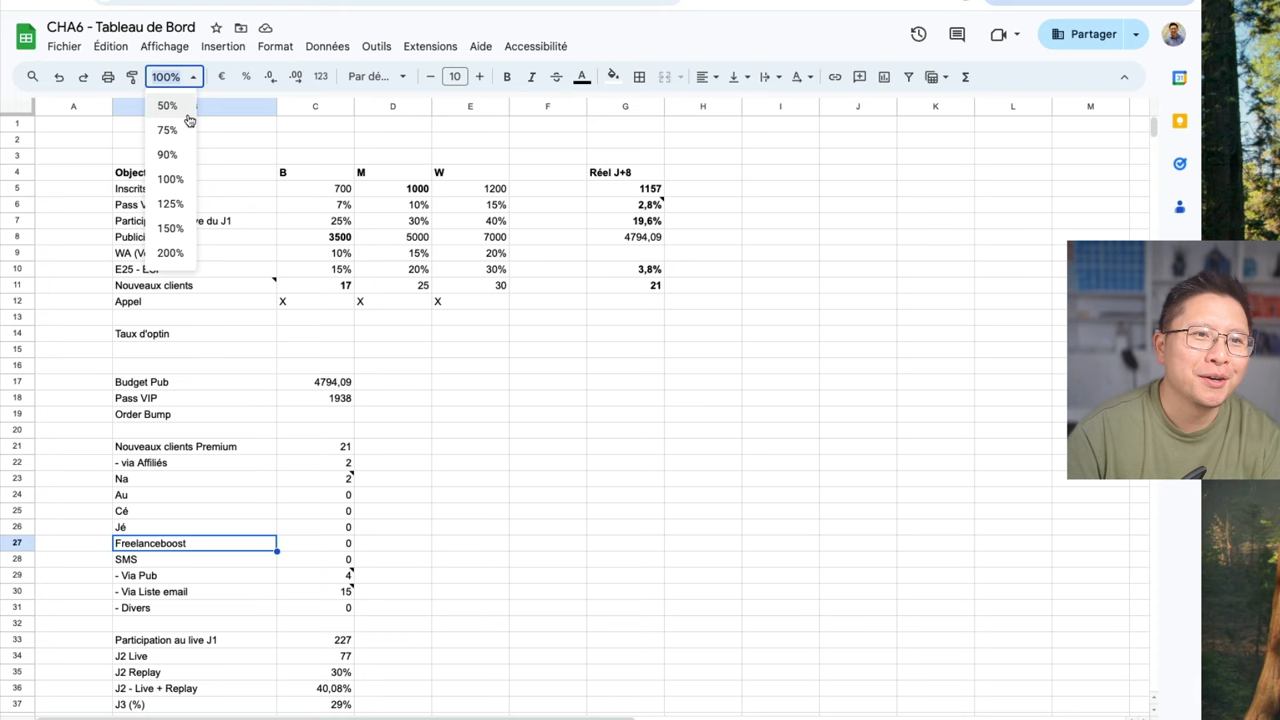 CHA6 - Tableau de Bord
Fichier Édition Affichage Insertion Format Données Outils Extensions Aide Accessibilité
Partager
100% € % .0 .00 123 Par dé... 10 B I A Σ
50%
75%
90%
100%
125%
150%
200%
A B C D E F G H I J K L M
1
2
3
4 Object B M W Réel J+8
5 Inscrits 700 1000 1200 1157
6 Pass V 7% 10% 15% 2,8%
7 Particip ve du J1 25% 30% 40% 19,6%
8 Publici 3500 5000 7000 4794,09
9 WA (V 10% 15% 20%
10 E25 - 15% 20% 30% 3,8%
11 Nouveaux clients 17 25 30 21
12 Appel X X X
13
14 Taux d'optin
15
16
17 Budget Pub 4794,09
18 Pass VIP 1938
19 Order Bump
20
21 Nouveaux clients Premium 21
22 - via Affiliés 2
23 Na 2
24 Au 0
25 Cé 0
26 Jé 0
27 Freelanceboost 0
28 SMS 0
29 - Via Pub 4
30 - Via Liste email 15
31 - Divers 0
32
33 Participation au live J1 227
34 J2 Live 77
35 J2 Replay 30%
36 J2 - Live + Replay 40,08%
37 J3 (%) 29%